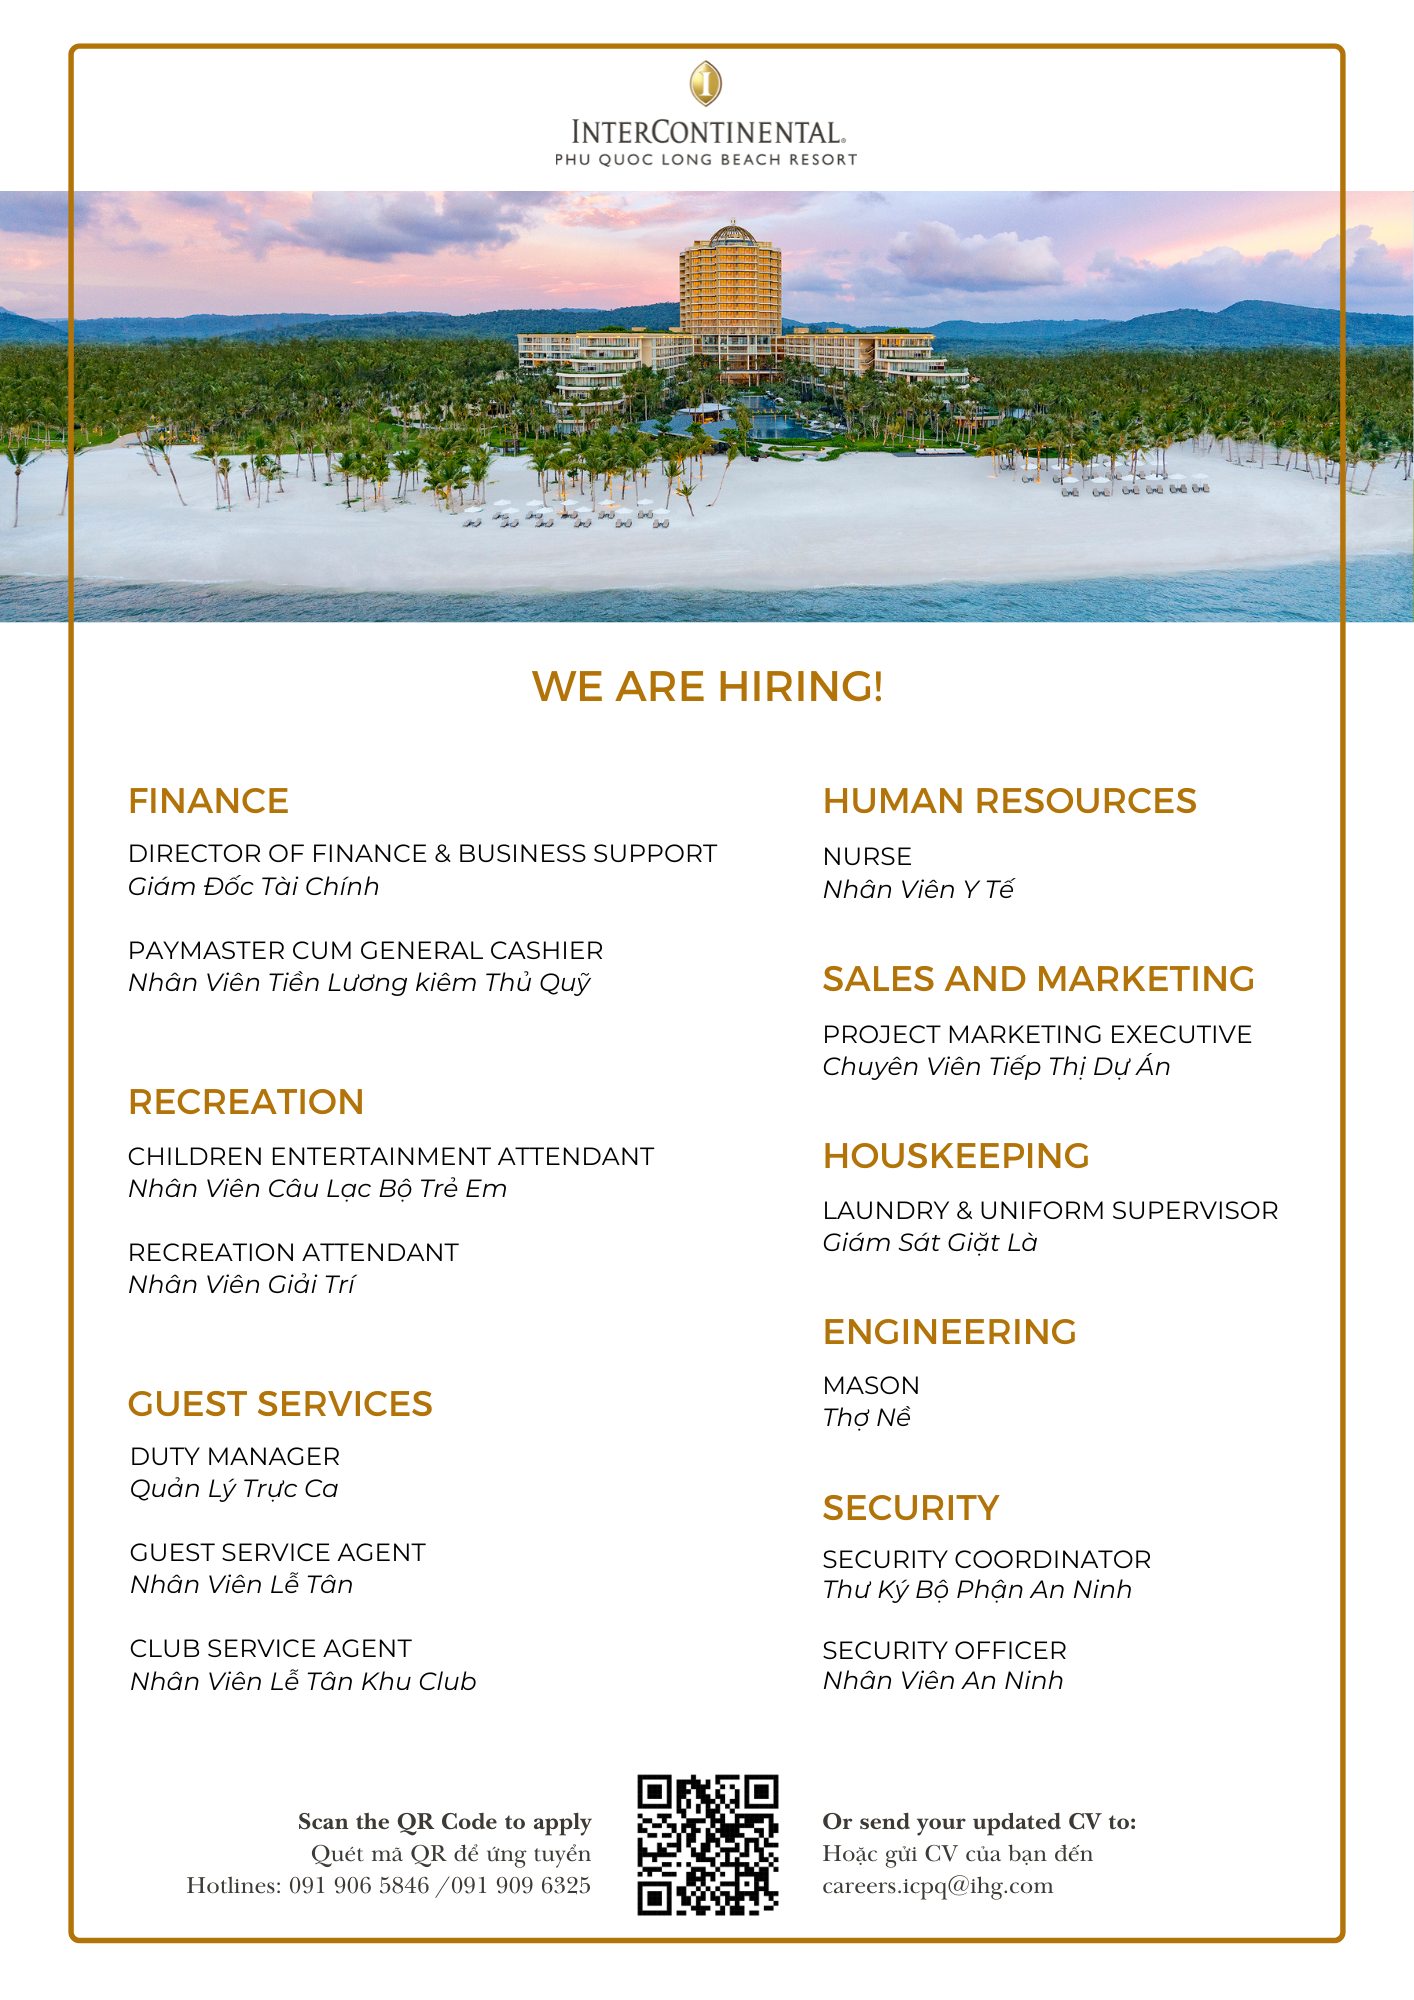 INTERCONTINENTAL®
PHU QUOC LONG BEACH RESORT
WE ARE HIRING!
FINANCE
DIRECTOR OF FINANCE & BUSINESS SUPPORT
Giám Đốc Tài Chính
PAYMASTER CUM GENERAL CASHIER
Nhân Viên Tiền Lương kiêm Thủ Quỹ
RECREATION
CHILDREN ENTERTAINMENT ATTENDANT
Nhân Viên Câu Lạc Bộ Trẻ Em
RECREATION ATTENDANT
Nhân Viên Giải Trí
GUEST SERVICES
DUTY MANAGER
Quản Lý Trực Ca
GUEST SERVICE AGENT
Nhân Viên Lễ Tân
CLUB SERVICE AGENT
Nhân Viên Lễ Tân Khu Club
HUMAN RESOURCES
NURSE
Nhân Viên Y Tế
SALES AND MARKETING
PROJECT MARKETING EXECUTIVE
Chuyên Viên Tiếp Thị Dự Án
HOUSKEEPING
LAUNDRY & UNIFORM SUPERVISOR
Giám Sát Giặt Là
ENGINEERING
MASON
Thợ Nề
SECURITY
SECURITY COORDINATOR
Thư Ký Bộ Phận An Ninh
SECURITY OFFICER
Nhân Viên An Ninh
Scan the QR Code to apply
Quét mã QR để ứng tuyển
Hotlines: 091 906 5846 /091 909 6325
Or send your updated CV to:
Hoặc gửi CV của bạn đến
careers.icpq@ihg.com